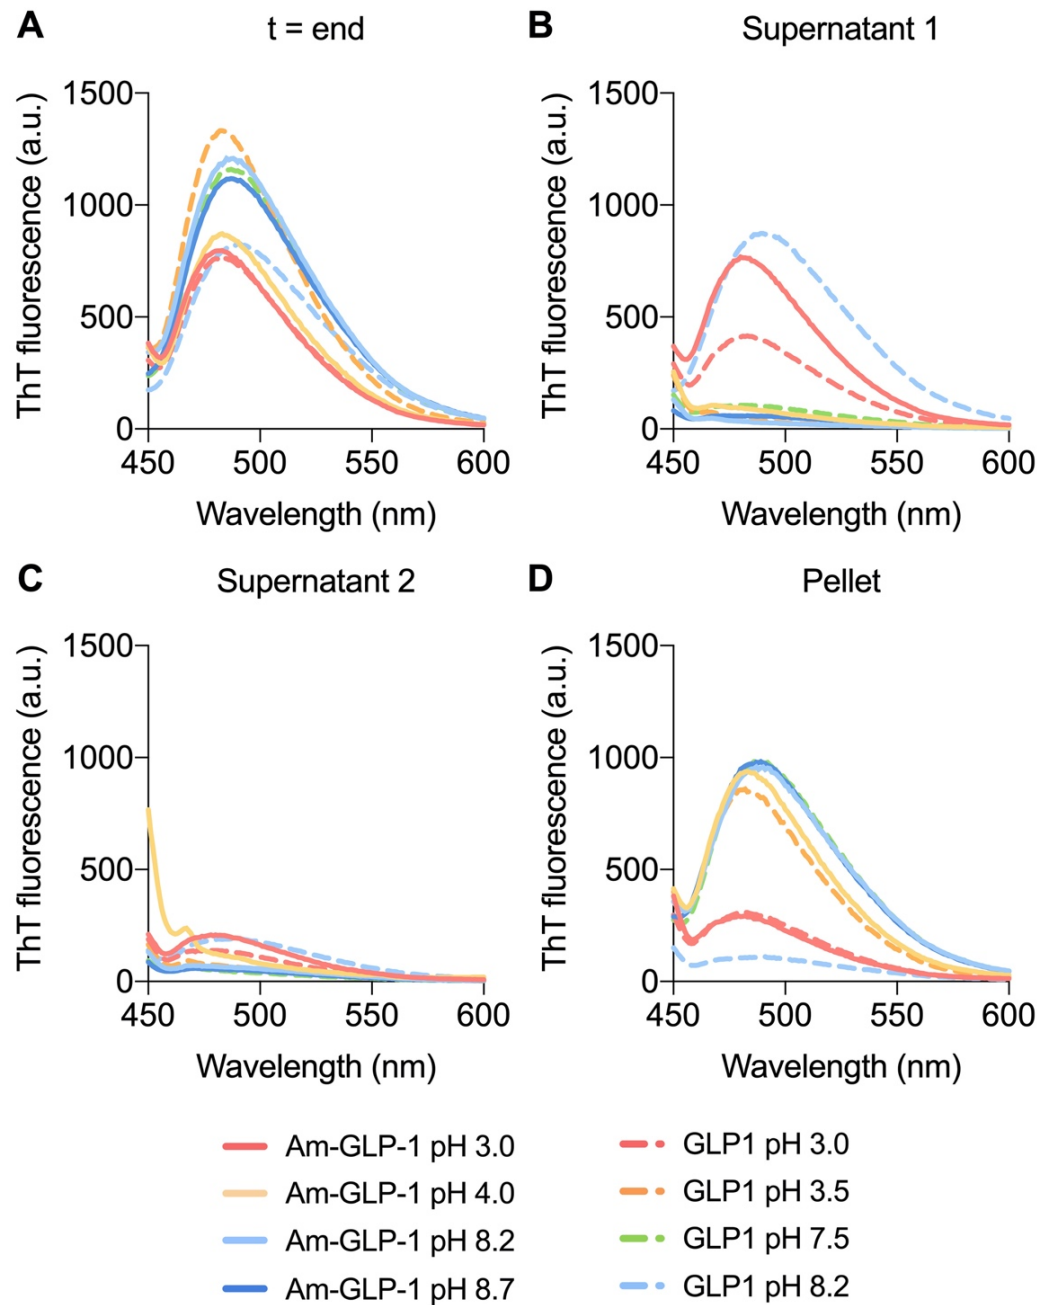 A
t = end
ThT fluorescence (a.u.)
1500
1000
500
0
450
500
550
600
Wavelength (nm)
B
Supernatant 1
ThT fluorescence (a.u.)
1500
1000
500
0
450
500
550
600
Wavelength (nm)
C
Supernatant 2
ThT fluorescence (a.u.)
1500
1000
500
0
450
500
550
600
Wavelength (nm)
D
Pellet
ThT fluorescence (a.u.)
1500
1000
500
0
450
500
550
600
Wavelength (nm)
Am-GLP-1 pH 3.0
Am-GLP-1 pH 4.0
Am-GLP-1 pH 8.2
Am-GLP-1 pH 8.7
GLP1 pH 3.0
GLP1 pH 3.5
GLP1 pH 7.5
GLP1 pH 8.2